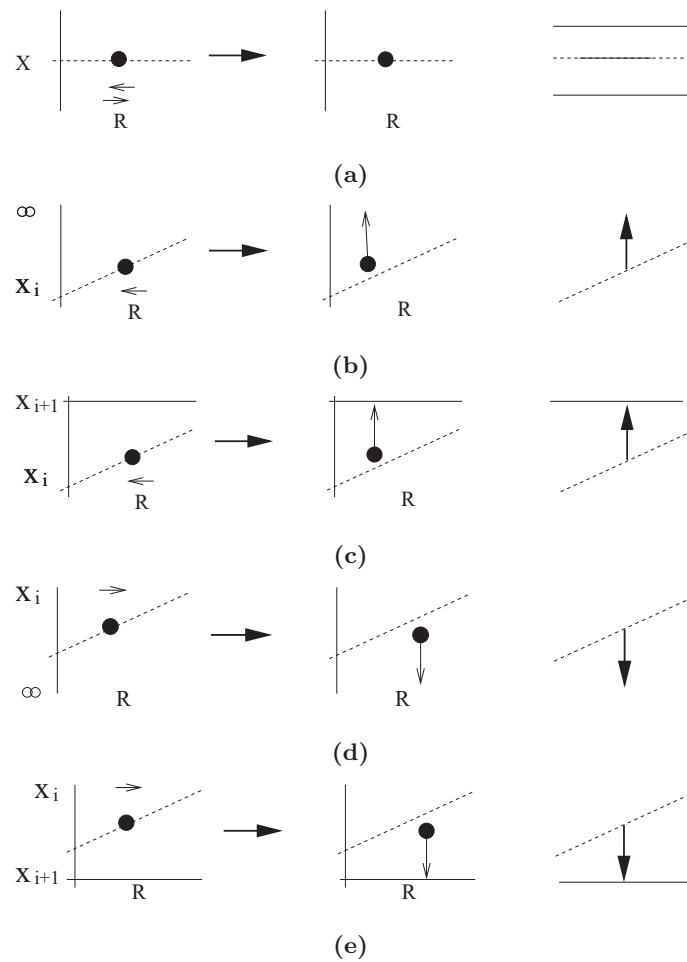 X
R R
(a)
∞
X i
R R
(b)
X i+1
X i
R R
(c)
X i
∞ R R
(d)
X i
X i+1
R R
(e)